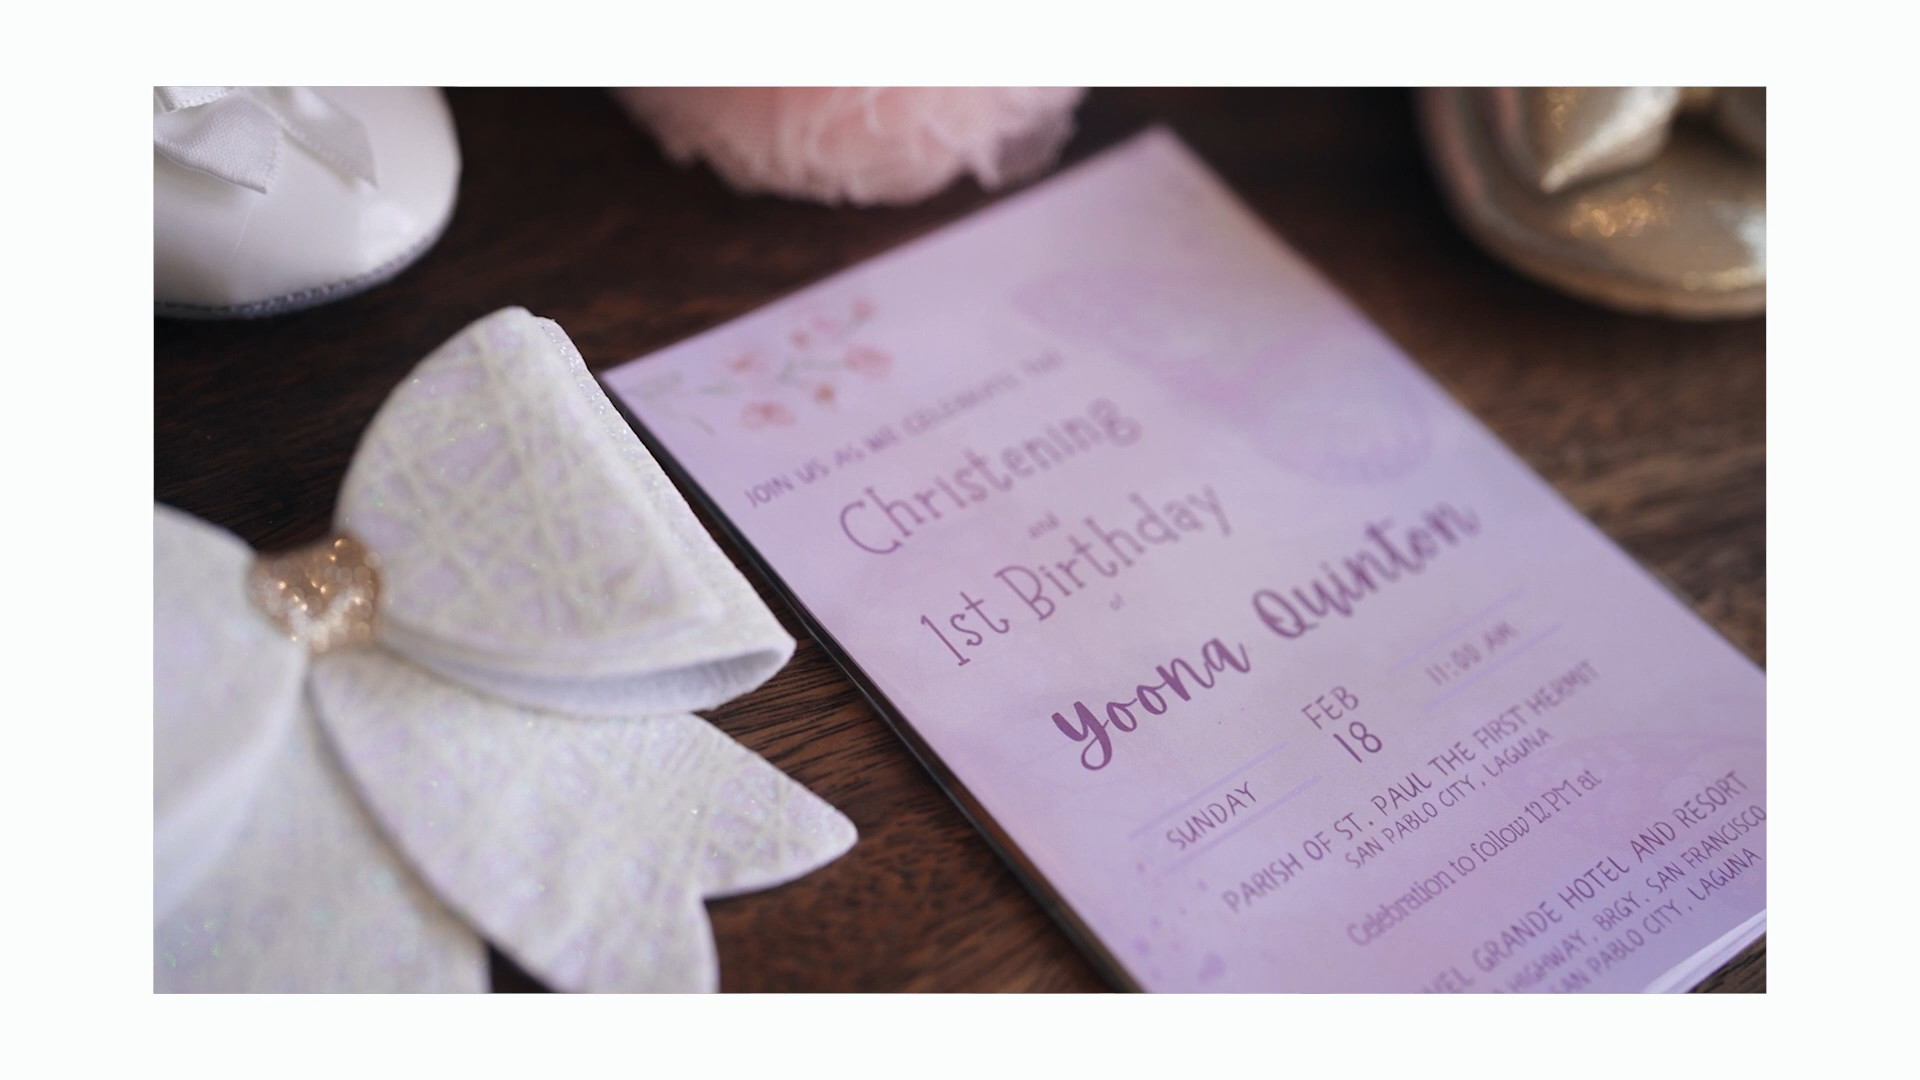 JOIN US AS WE CELEBRATE THE
Christening
and
1st Birthday
of
Yoona Quinton
SUNDAY
FEB
18
11:00 AM
PARISH OF ST. PAUL THE FIRST HERMIT
SAN PABLO CITY, LAGUNA
Celebration to follow 12 PM at
GRANDE HOTEL AND RESORT
HIGHWAY, BRGY. SAN FRANCISCO
PABLO CITY, LAGUNA